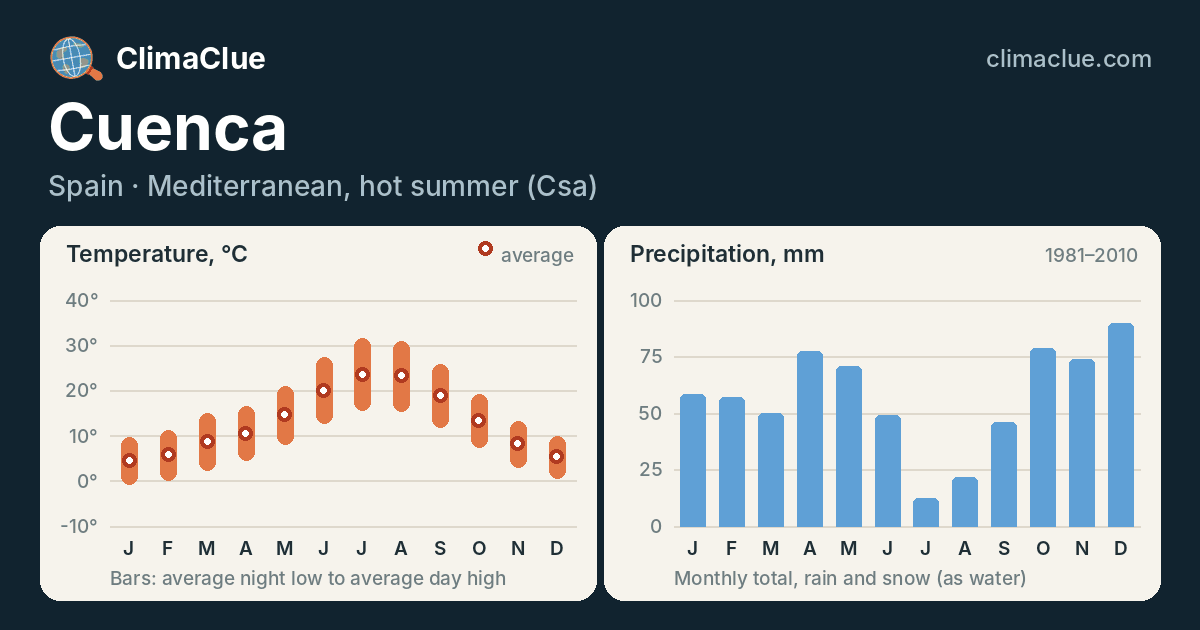 ClimaClue
climaclue.com
Cuenca
Spain · Mediterranean, hot summer (Csa)
Temperature, °C
average
40°
30°
20°
10°
0°
-10°
J F M A M J J A S O N D
Bars: average night low to average day high
Precipitation, mm
1981–2010
100
75
50
25
0
J F M A M J J A S O N D
Monthly total, rain and snow (as water)